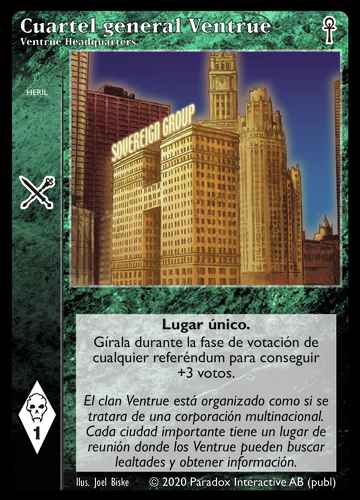 Cuartel general Ventrue
Ventrue Headquarters
HERIL
SOVEREIGN GROUP
Lugar único.
Gírala durante la fase de votación de
cualquier referéndum para conseguir
+3 votos.
El clan Ventrue está organizado como si se
tratara de una corporación multinacional.
Cada ciudad importante tiene un lugar de
reunión donde los Ventrue pueden buscar
lealtades y obtener información.
1
Ilus. Joel Biske © 2020 Paradox Interactive AB (publ)